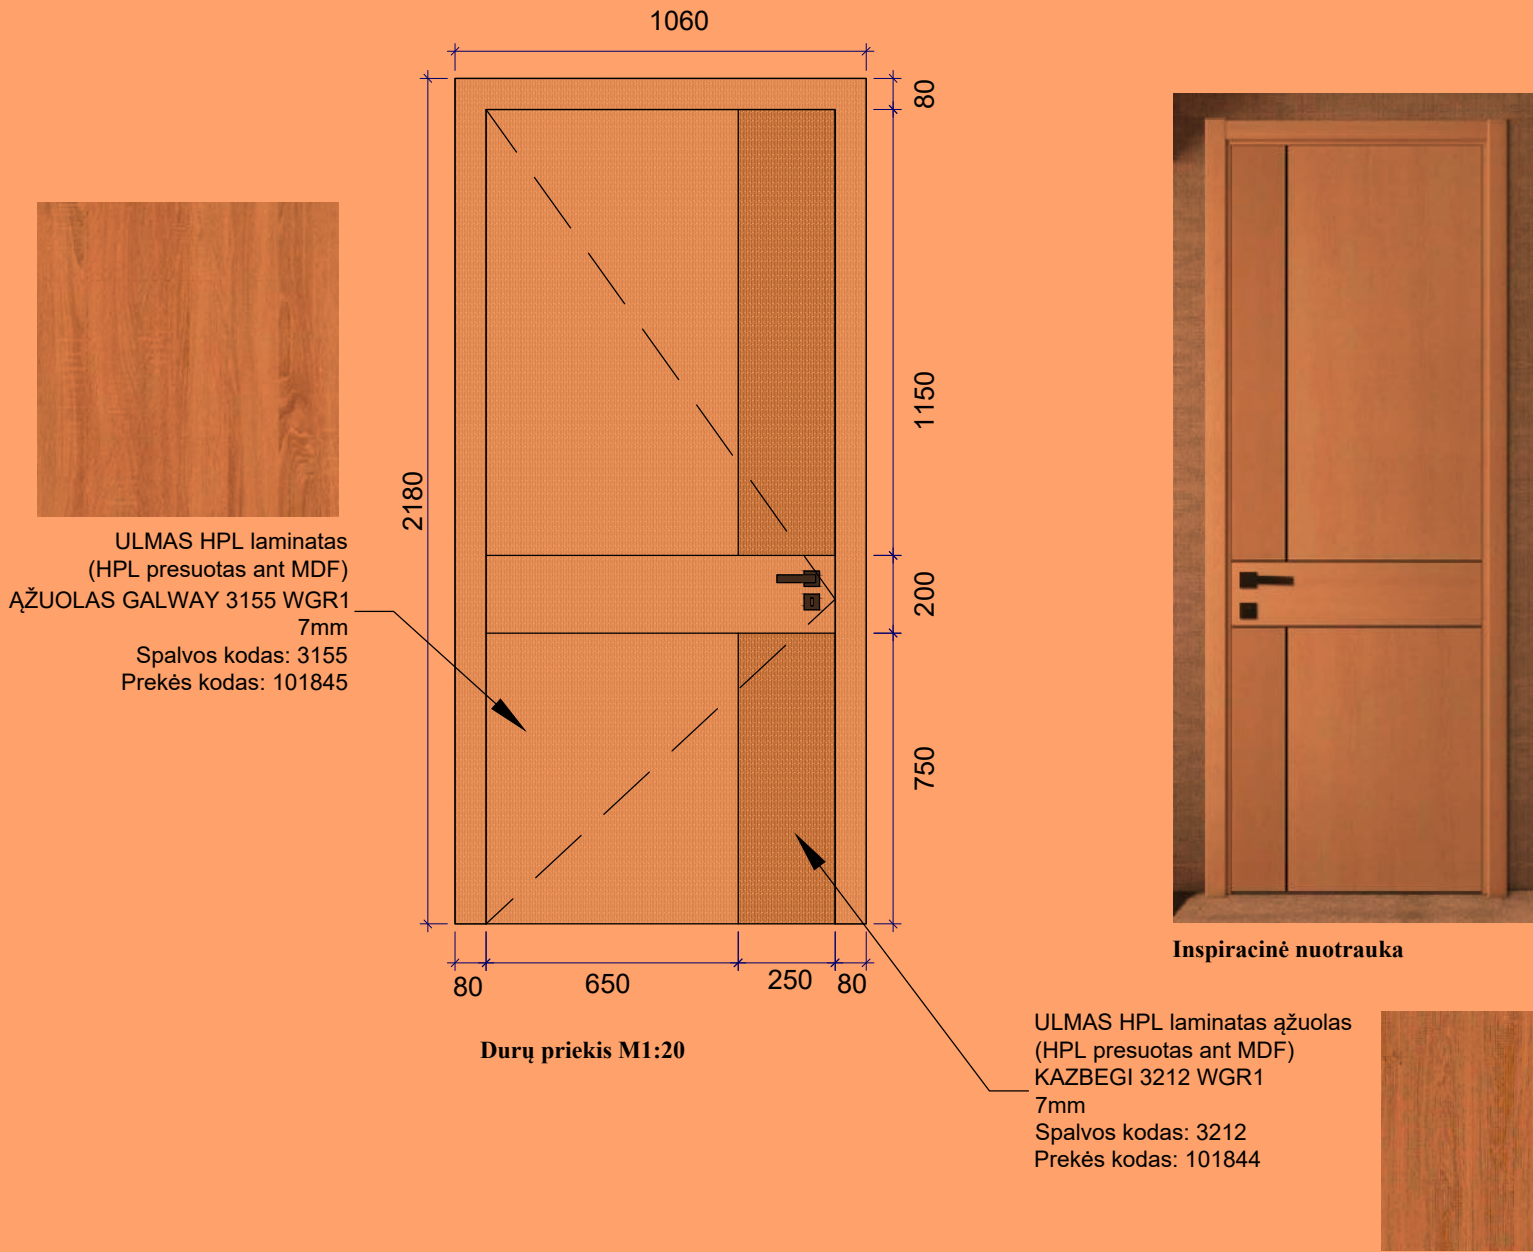 1060
80
1150
2180
200
750
ULMAS HPL laminatas
(HPL presuotas ant MDF)
ĄŽUOLAS GALWAY 3155 WGR1
7mm
Spalvos kodas: 3155
Prekės kodas: 101845
80
650
250
80
Durų priekis M1:20
Inspiracinė nuotrauka
ULMAS HPL laminatas ąžuolas
(HPL presuotas ant MDF)
KAZBEGI 3212 WGR1
7mm
Spalvos kodas: 3212
Prekės kodas: 101844